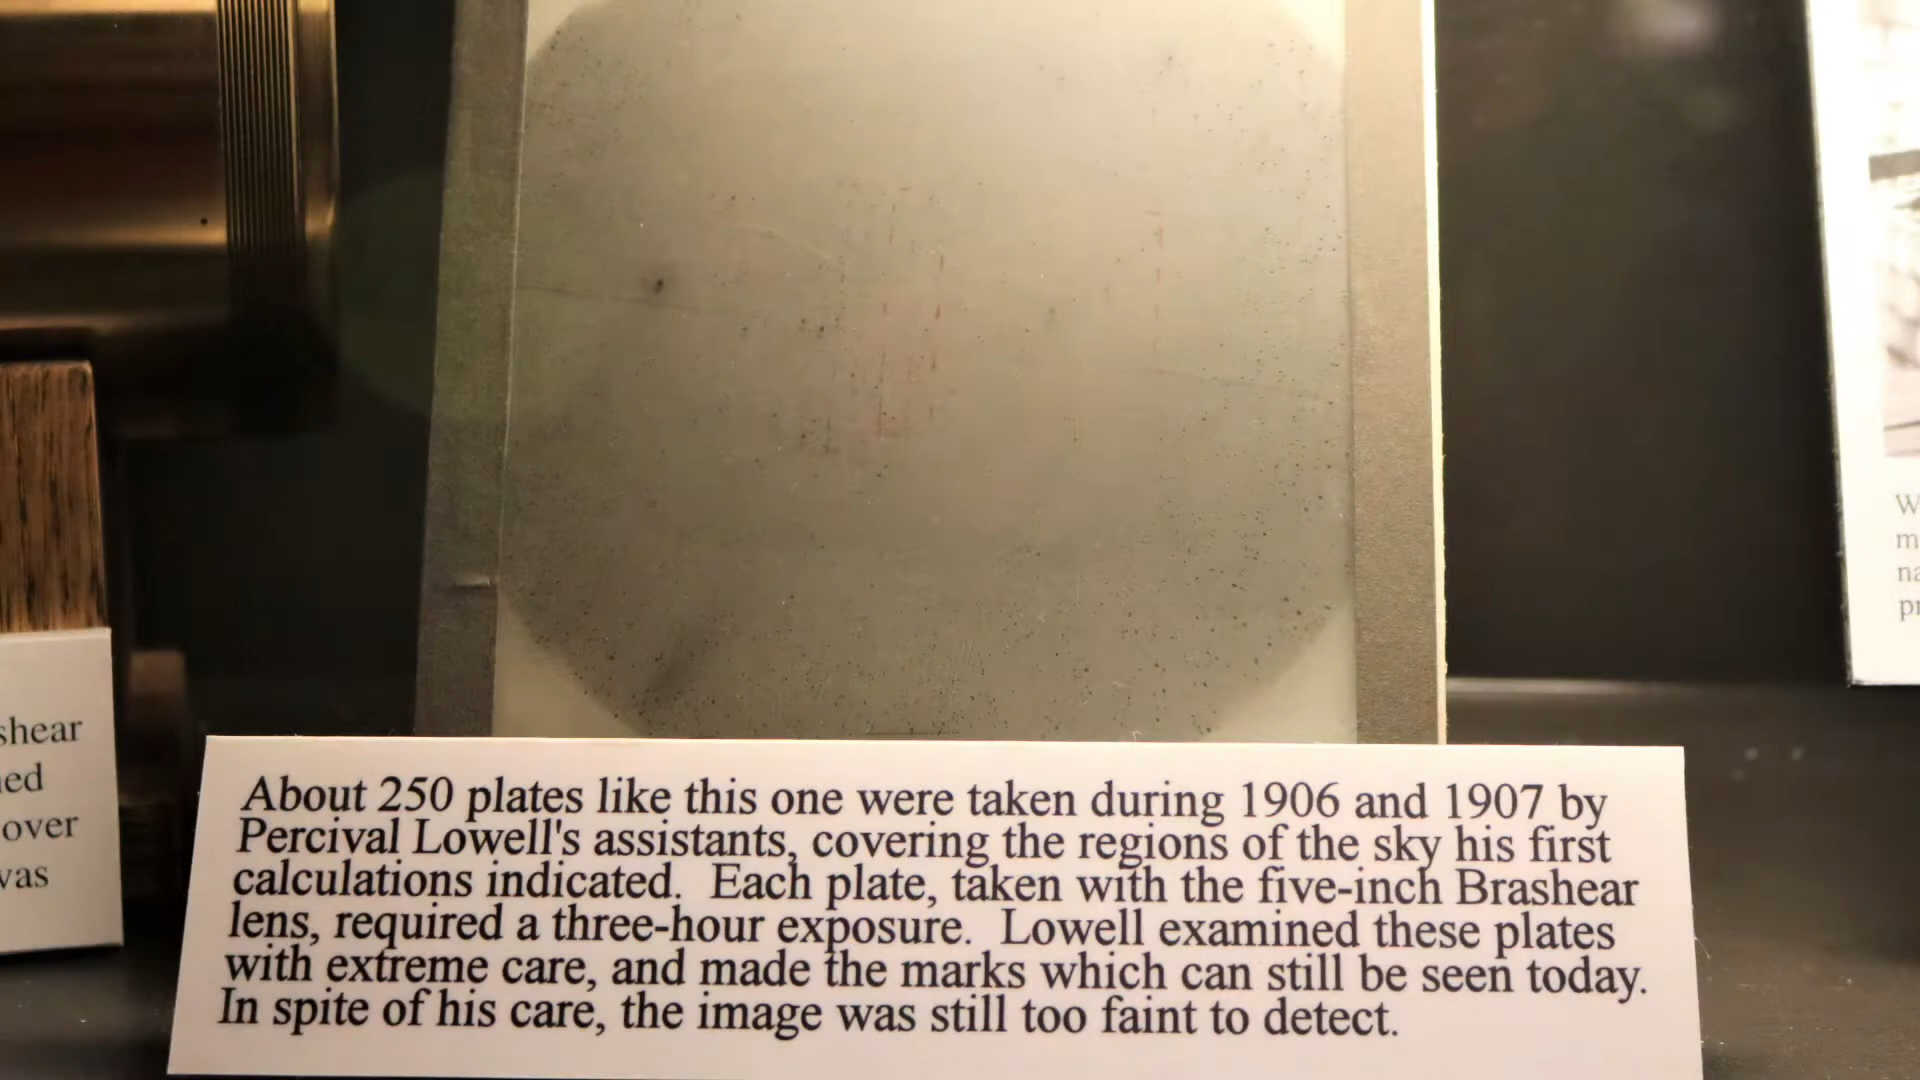 About 250 plates like this one were taken during 1906 and 1907 by
Percival Lowell's assistants, covering the regions of the sky his first
calculations indicated.  Each plate, taken with the five-inch Brashear
lens, required a three-hour exposure.  Lowell examined these plates
with extreme care, and made the marks which can still be seen today.
In spite of his care, the image was still too faint to detect.
over